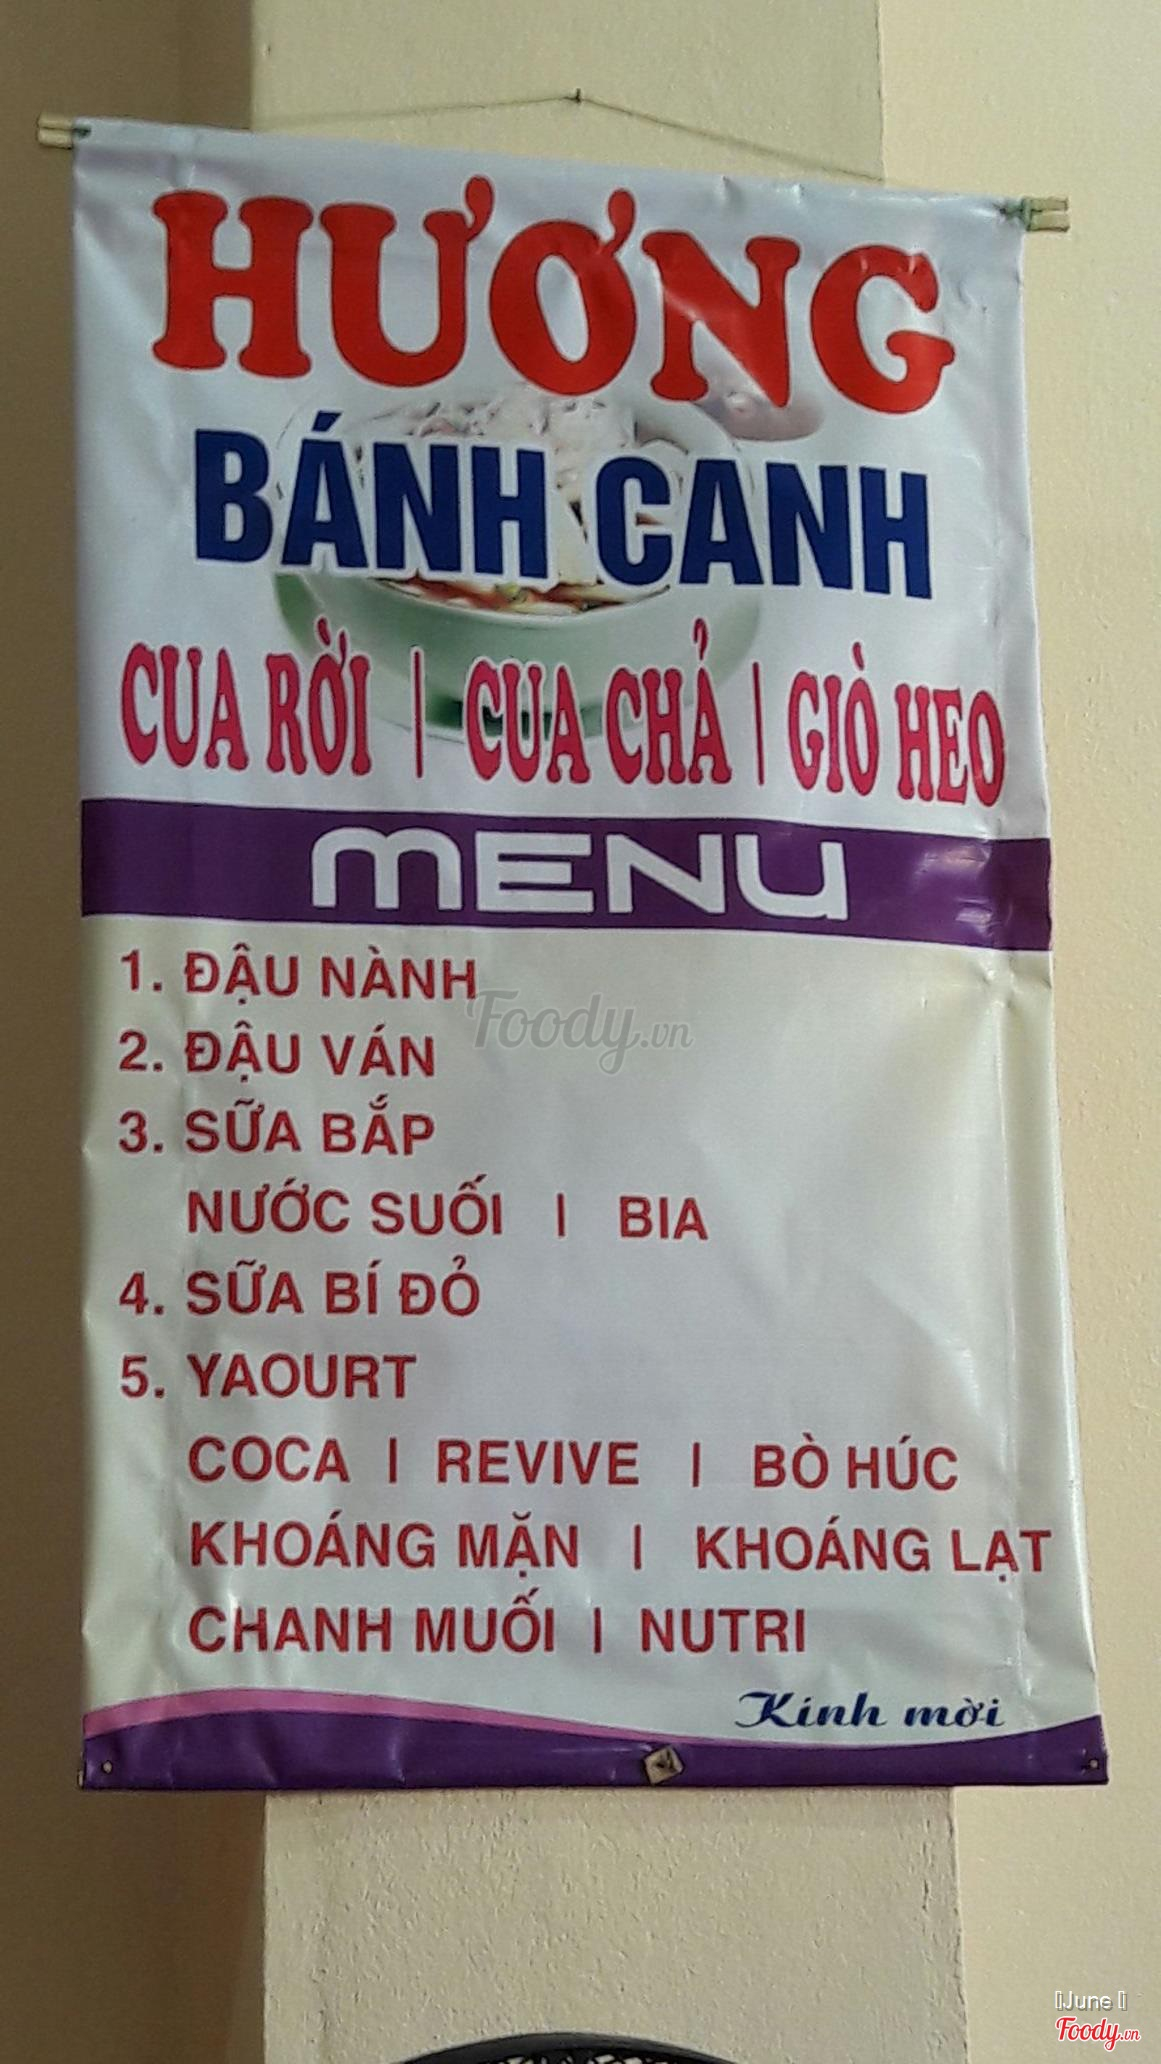 HƯƠNG
BÁNH CANH
CUA RỜI | CUA CHẢ | GIÒ HEO
MENU
1. ĐẬU NÀNH
Foody.vn
2. ĐẬU VÁN
3. SỮA BẮP
NƯỚC SUỐI | BIA
4. SỮA BÍ ĐỎ
5. YAOURT
COCA | REVIVE | BÒ HÚC
KHOÁNG MẶN | KHOÁNG LẠT
CHANH MUỐI | NUTRI
Kính mời
June
Foody.vn